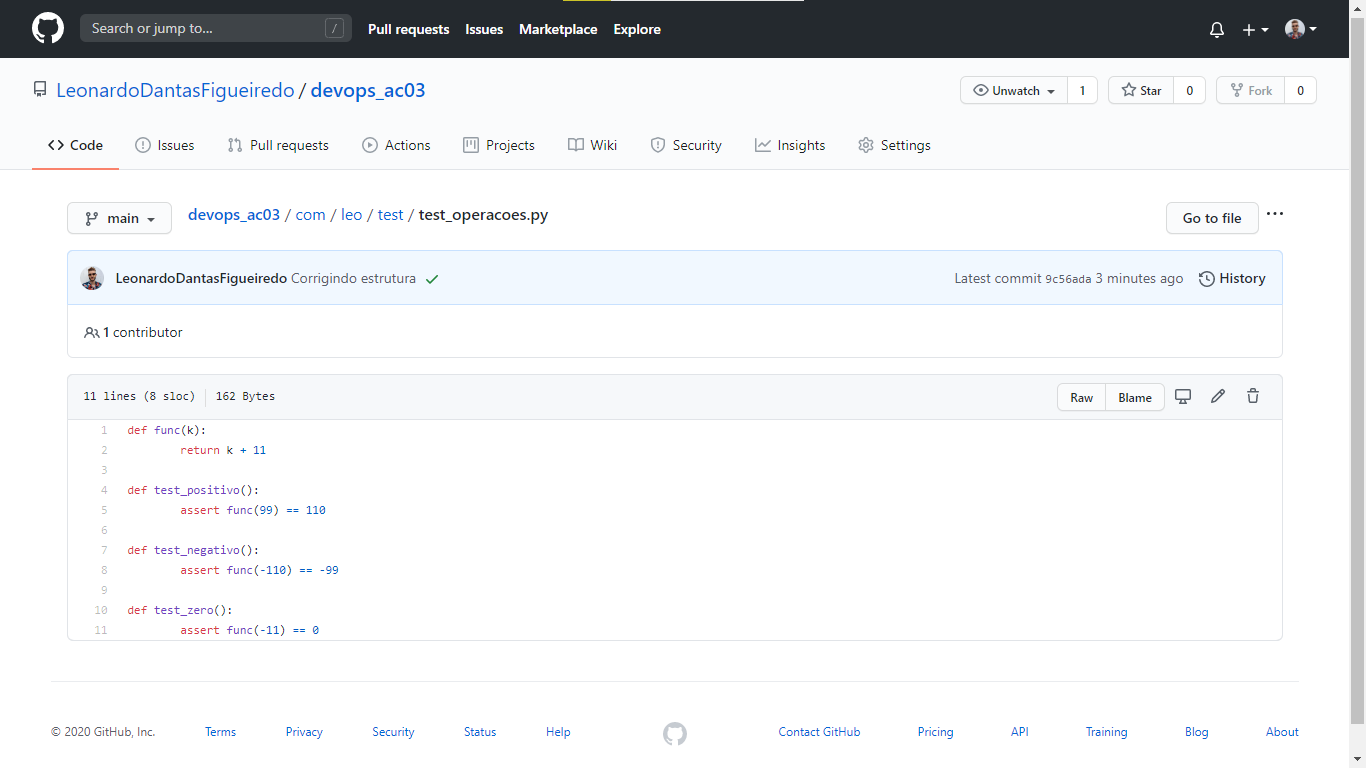 Search or jump to... /
Pull requests Issues Marketplace Explore
LeonardoDantasFigueiredo / devops_ac03
Unwatch 1 Star 0 Fork 0
Code Issues Pull requests Actions Projects Wiki Security Insights Settings
main devops_ac03 / com / leo / test / test_operacoes.py Go to file ...
LeonardoDantasFigueiredo Corrigindo estrutura Latest commit 9c56ada 3 minutes ago History
1 contributor
11 lines (8 sloc) 162 Bytes Raw Blame
1 def func(k):
2 return k + 11
3
4 def test_positivo():
5 assert func(99) == 110
6
7 def test_negativo():
8 assert func(-110) == -99
9
10 def test_zero():
11 assert func(-11) == 0
© 2020 GitHub, Inc. Terms Privacy Security Status Help Contact GitHub Pricing API Training Blog About